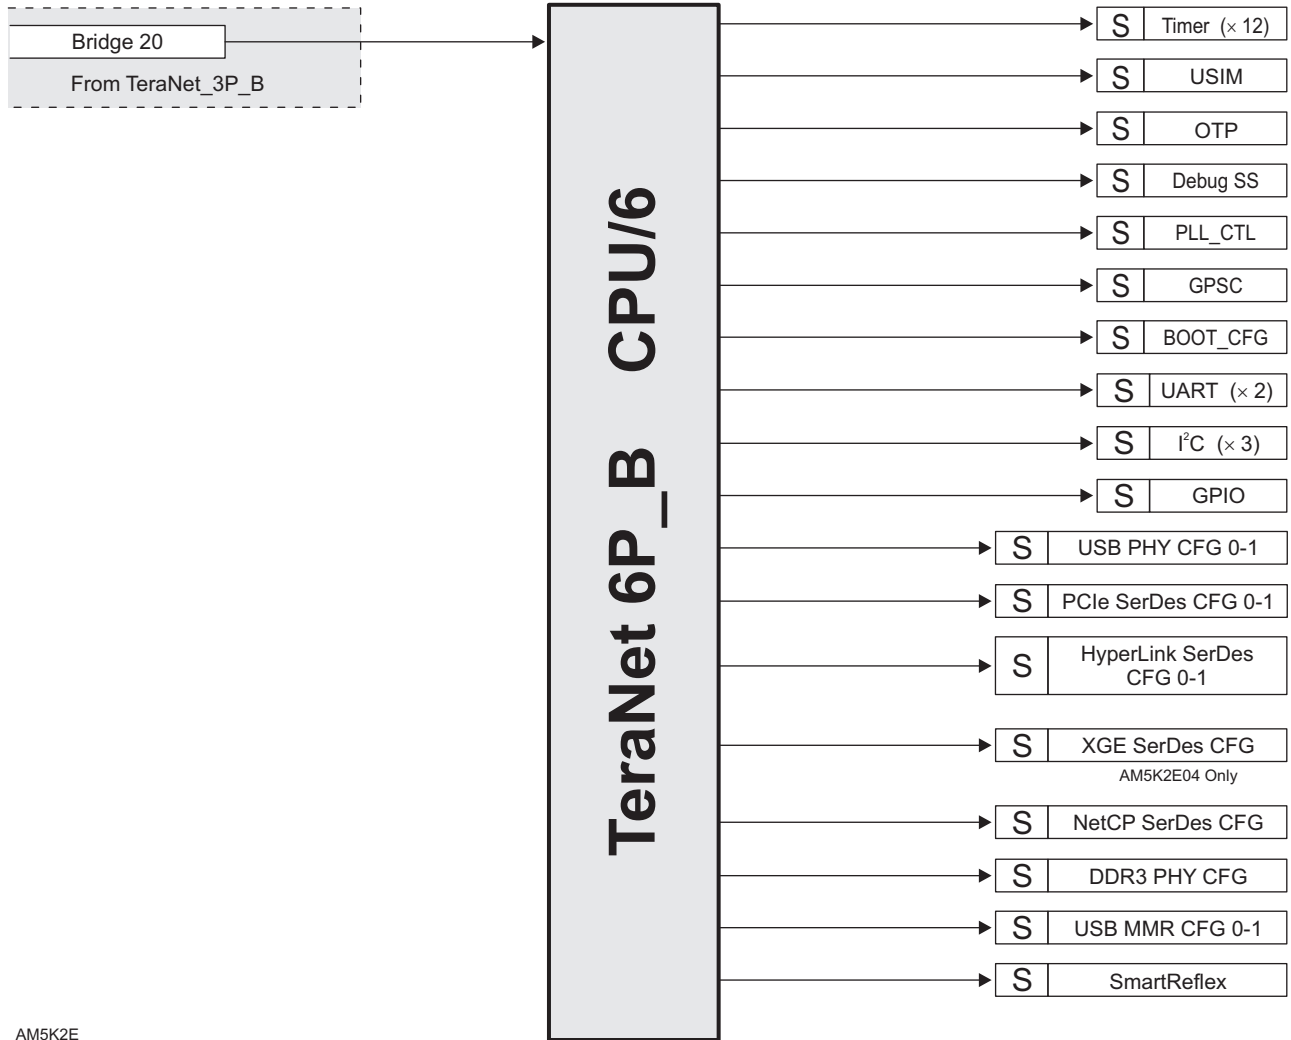 Bridge 20
From TeraNet_3P_B
TeraNet 6P_B CPU/6
S Timer (× 12)
S USIM
S OTP
S Debug SS
S PLL_CTL
S GPSC
S BOOT_CFG
S UART (× 2)
S I²C (× 3)
S GPIO
S USB PHY CFG 0-1
S PCIe SerDes CFG 0-1
S HyperLink SerDes
CFG 0-1
S XGE SerDes CFG
AM5K2E04 Only
S NetCP SerDes CFG
S DDR3 PHY CFG
S USB MMR CFG 0-1
S SmartReflex
AM5K2E